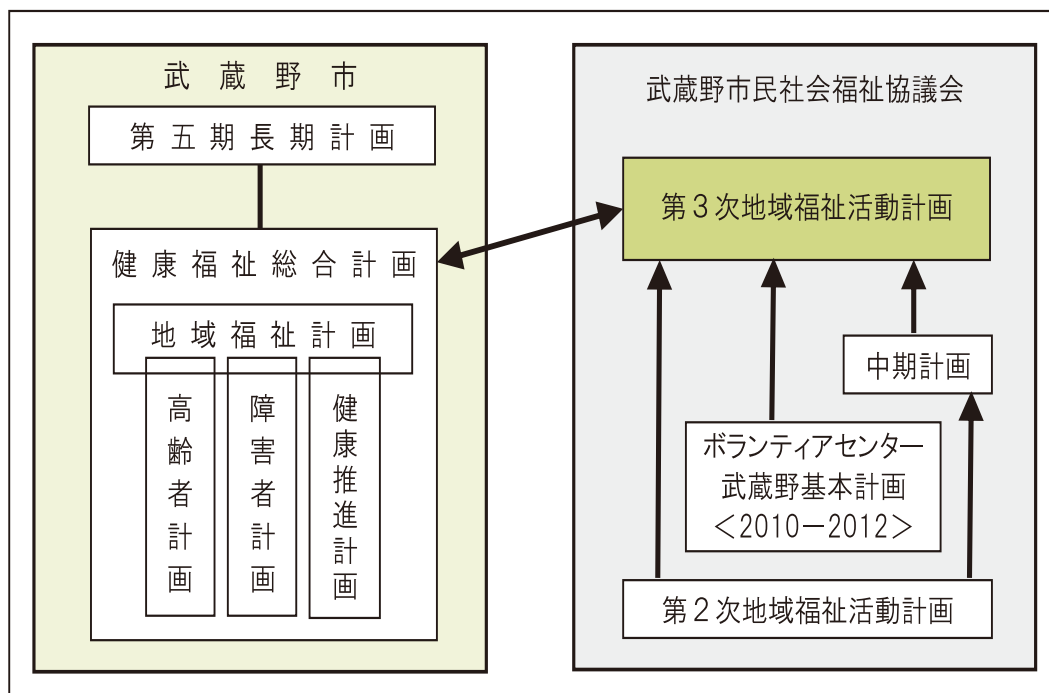 武蔵野市
第五期長期計画
健康福祉総合計画
地域福祉計画
高齢者計画
障害者計画
健康推進計画
武蔵野市民社会福祉協議会
第3次地域福祉活動計画
中期計画
ボランティアセンター
武蔵野基本計画
＜2010－2012＞
第2次地域福祉活動計画